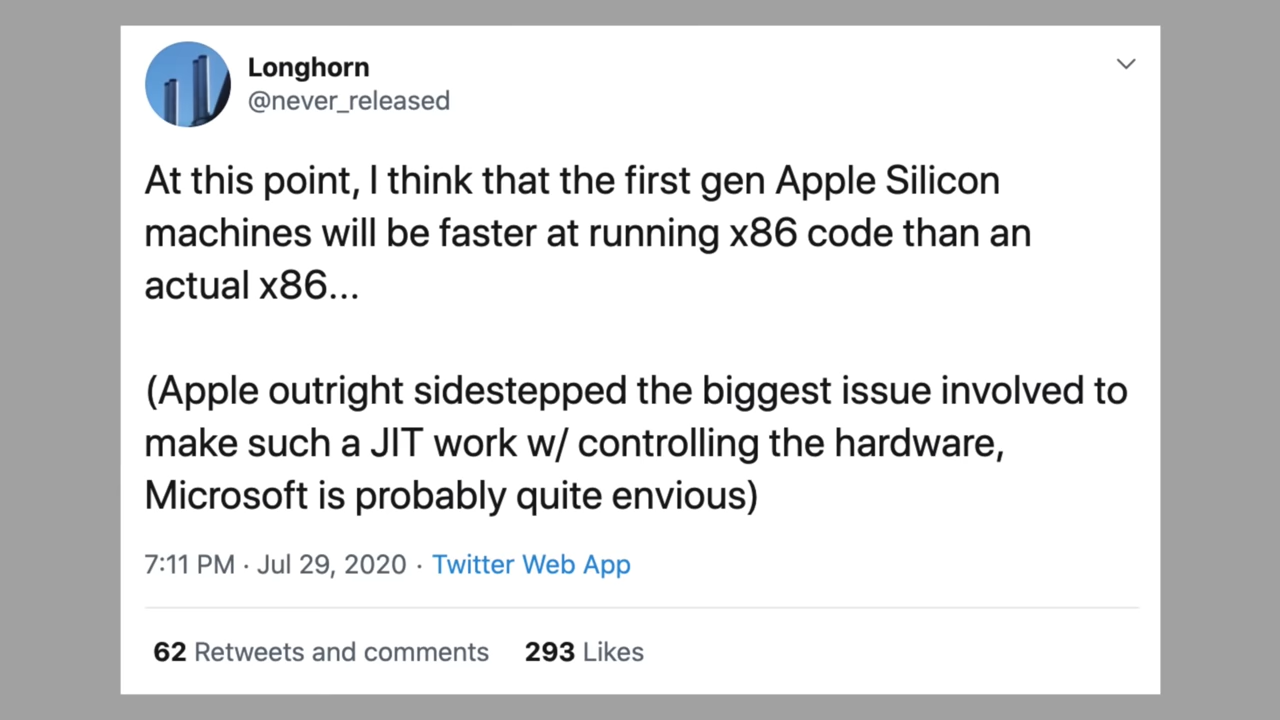 Longhorn
@never_released
At this point, I think that the first gen Apple Silicon
machines will be faster at running x86 code than an
actual x86...
(Apple outright sidestepped the biggest issue involved to
make such a JIT work w/ controlling the hardware,
Microsoft is probably quite envious)
7:11 PM · Jul 29, 2020 · Twitter Web App
62 Retweets and comments 293 Likes